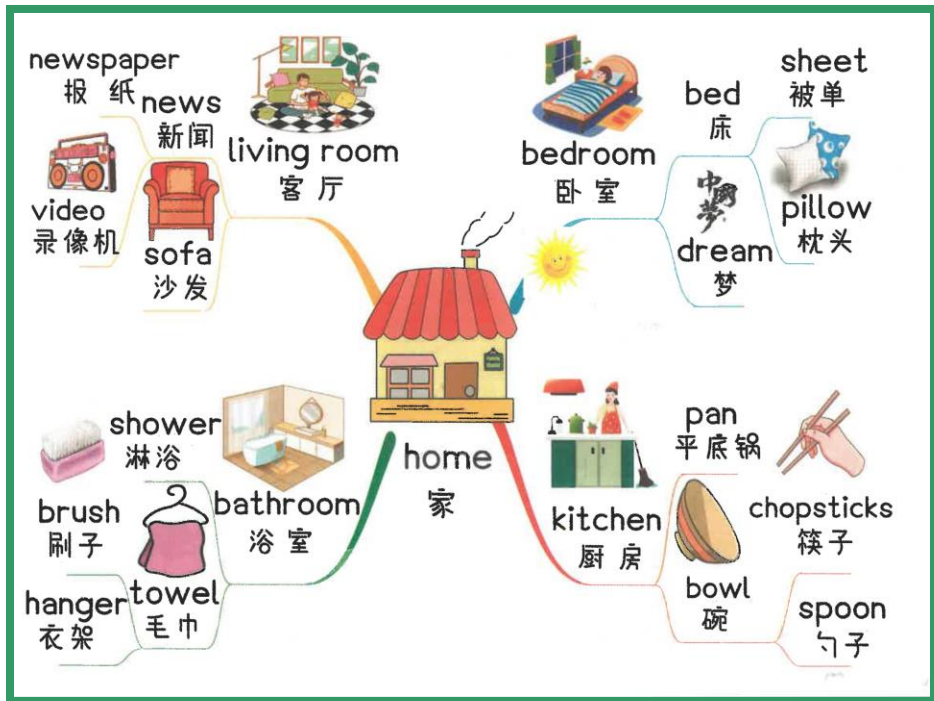 newspaper
报纸
news
新闻
living room
客厅
video
录像机
sofa
沙发
bedroom
卧室
bed
床
sheet
被单
中国梦
dream
梦
pillow
枕头
home
家
shower
淋浴
bathroom
浴室
brush
刷子
hanger
衣架
towel
毛巾
kitchen
厨房
pan
平底锅
chopsticks
筷子
bowl
碗
spoon
勺子